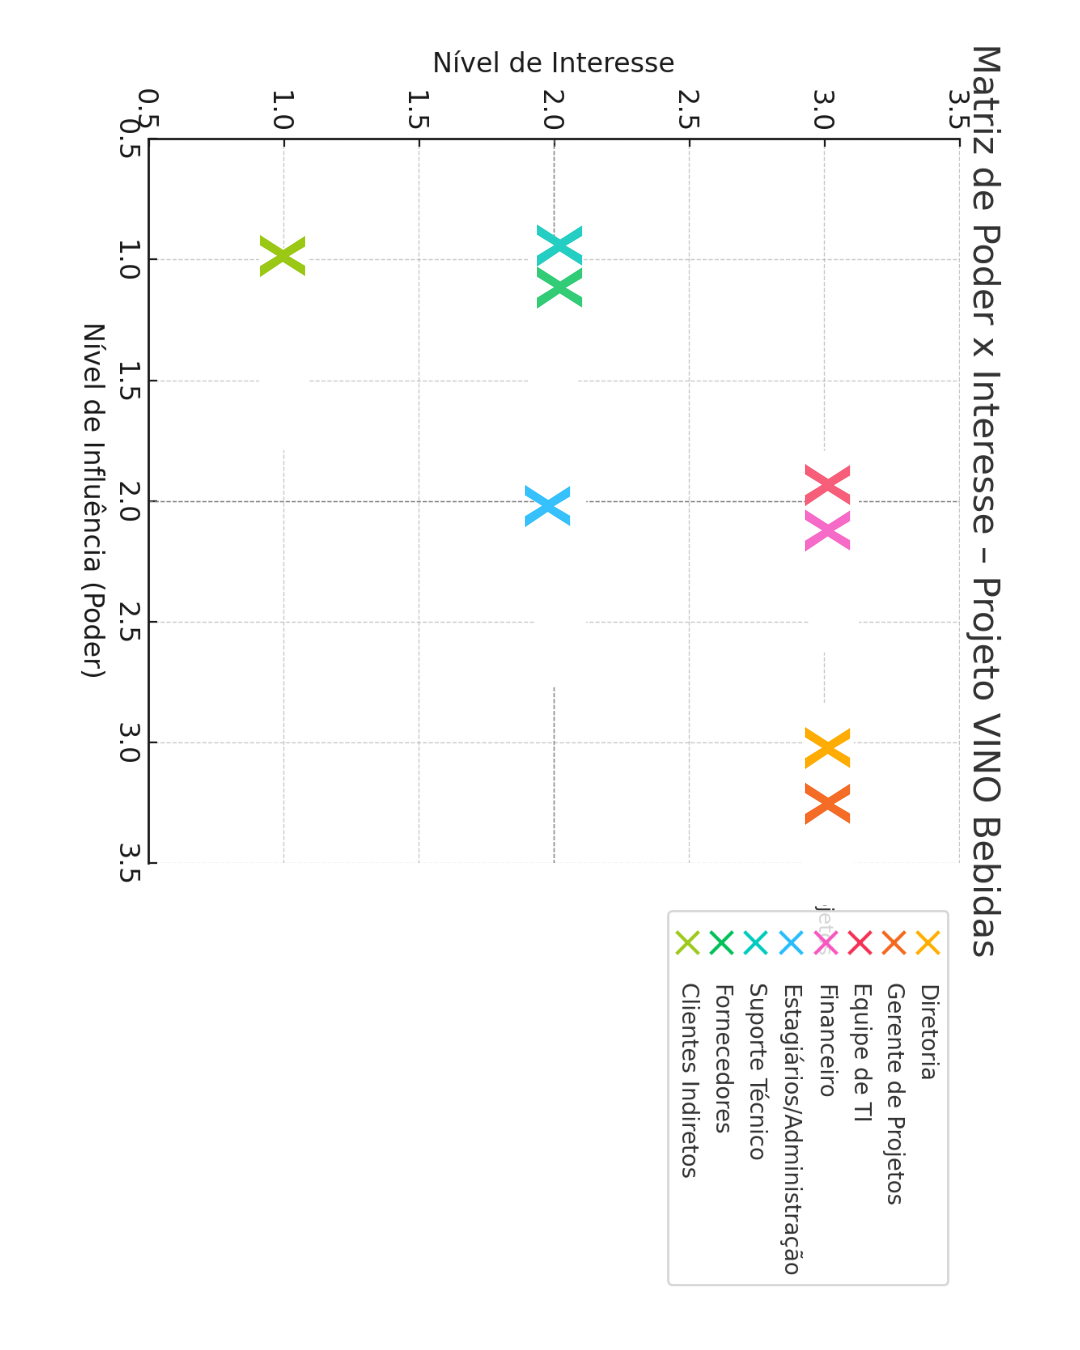 Matriz de Poder x Interesse – Projeto VINO Bebidas
Nível de Interesse
3.5
3.0
2.5
2.0
1.5
1.0
0.5
0.5
1.0
1.5
2.0
2.5
3.0
3.5
Nível de Influência (Poder)
jetos
Diretoria
Gerente de Projetos
Equipe de TI
Financeiro
Estagiários/Administração
Suporte Técnico
Fornecedores
Clientes Indiretos